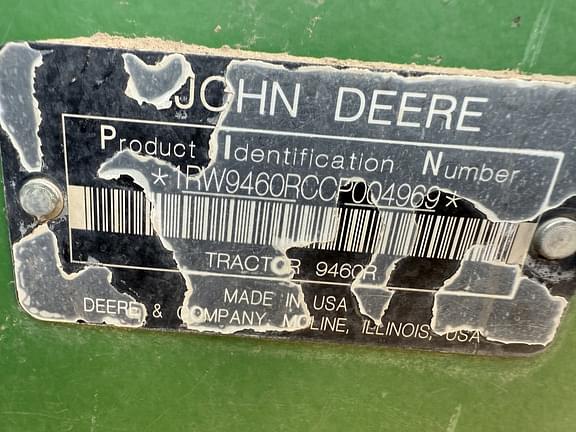 JOHN DEERE
Product Identification Number
*1RW9460RCCP004969*
TRACTOR 9460R
MADE IN USA
DEERE & COMPANY, MOLINE, ILLINOIS, USA